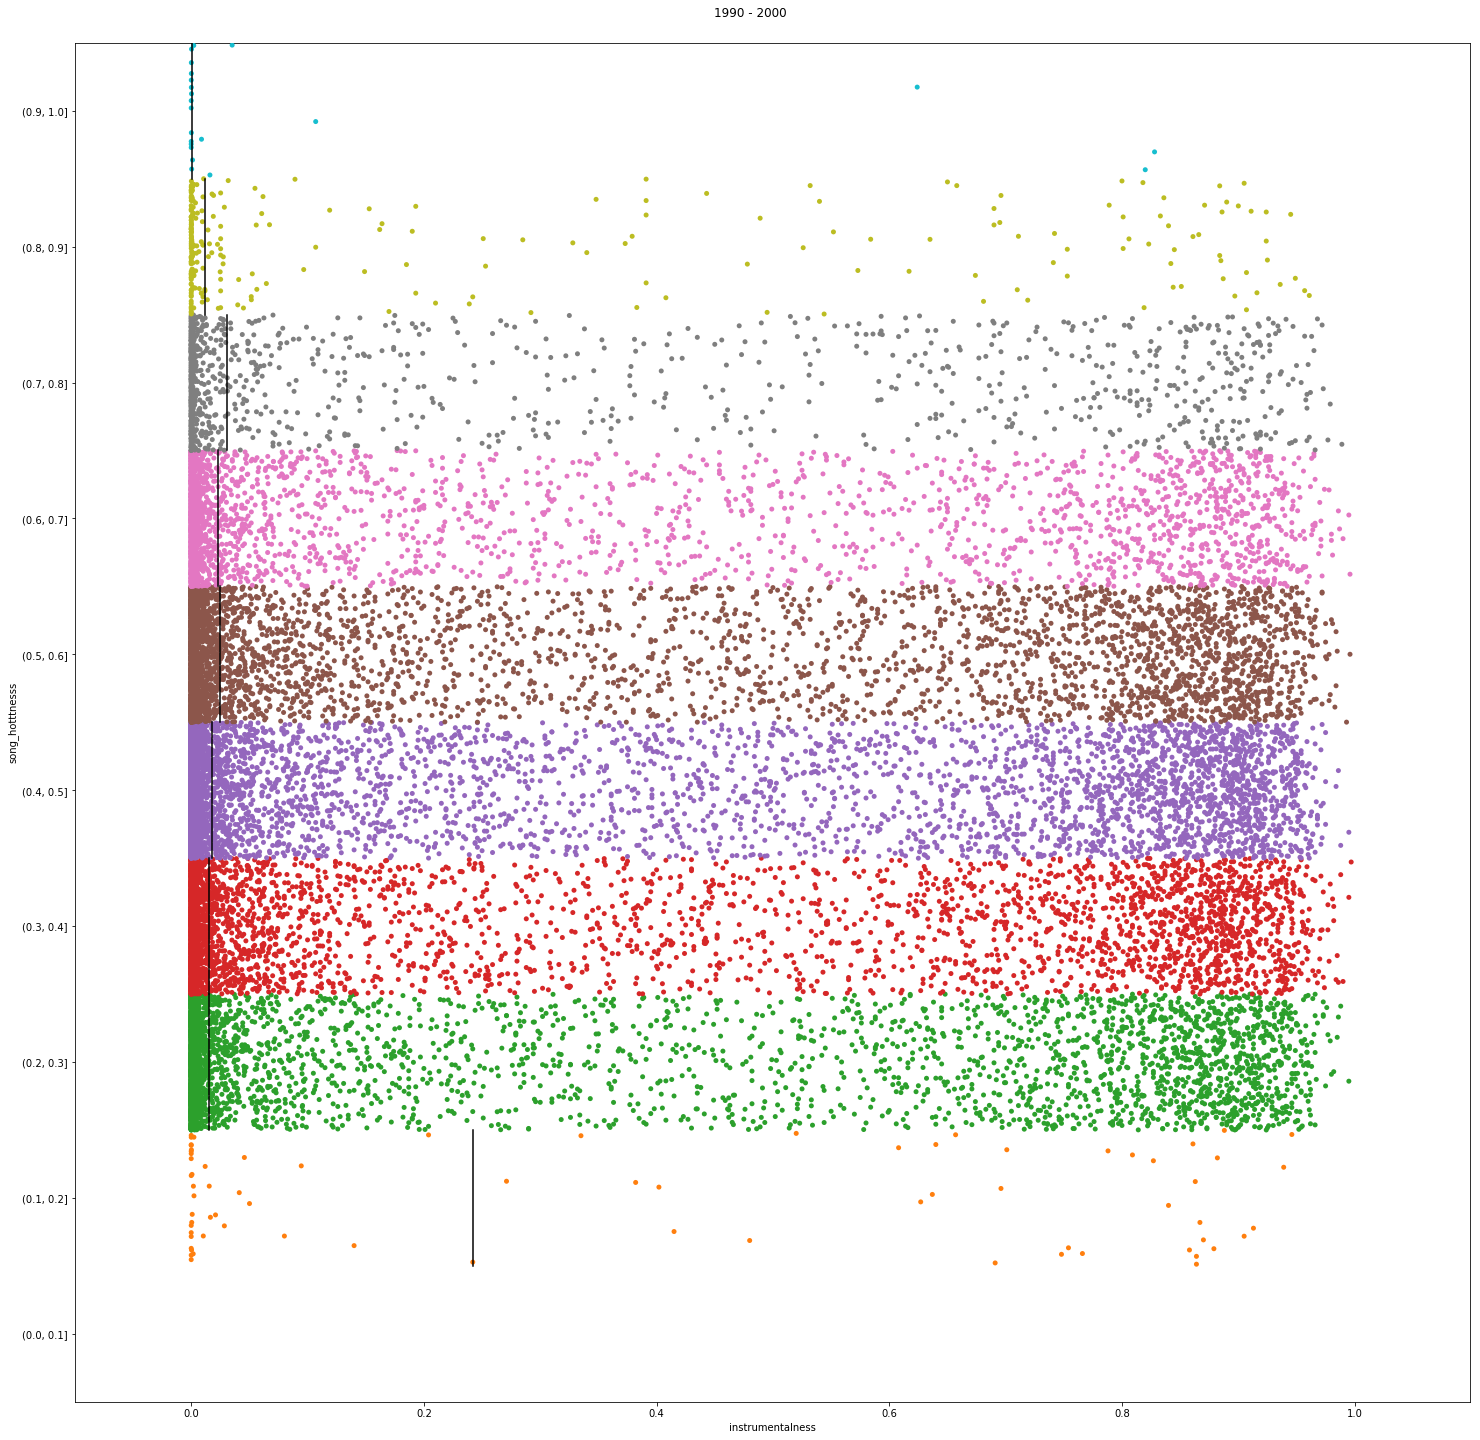 1990 - 2000
(0.9, 1.0]
(0.8, 0.9]
(0.7, 0.8]
(0.6, 0.7]
(0.5, 0.6]
(0.4, 0.5]
(0.3, 0.4]
(0.2, 0.3]
(0.1, 0.2]
(0.0, 0.1]
song_hotttnesss
0.0 0.2 0.4 0.6 0.8 1.0
instrumentalness